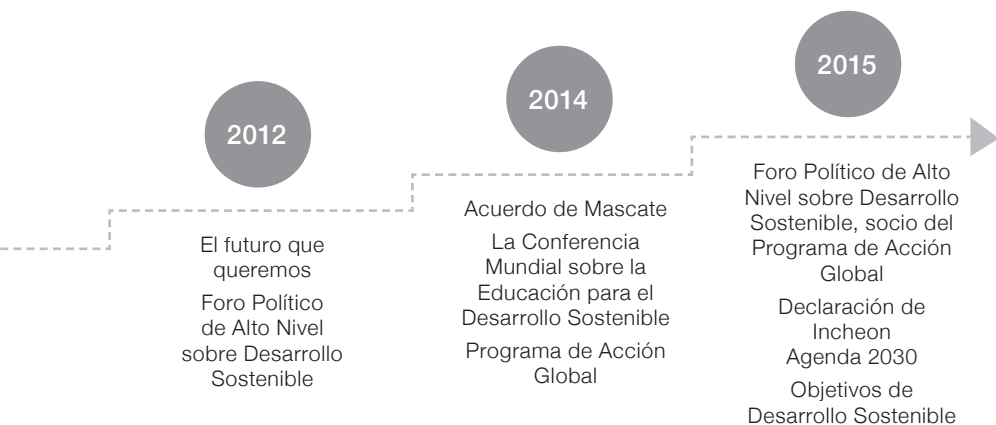 2012
El futuro que
queremos
Foro Político
de Alto Nivel
sobre Desarrollo
Sostenible
2014
Acuerdo de Mascate
La Conferencia
Mundial sobre la
Educación para el
Desarrollo Sostenible
Programa de Acción
Global
2015
Foro Político de Alto
Nivel sobre Desarrollo
Sostenible, socio del
Programa de Acción
Global
Declaración de
Incheon
Agenda 2030
Objetivos de
Desarrollo Sostenible